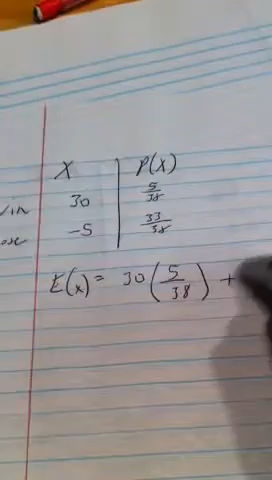 X P(X)
30 5/38
-5 33/38
E(x) = 30 (5/38) +